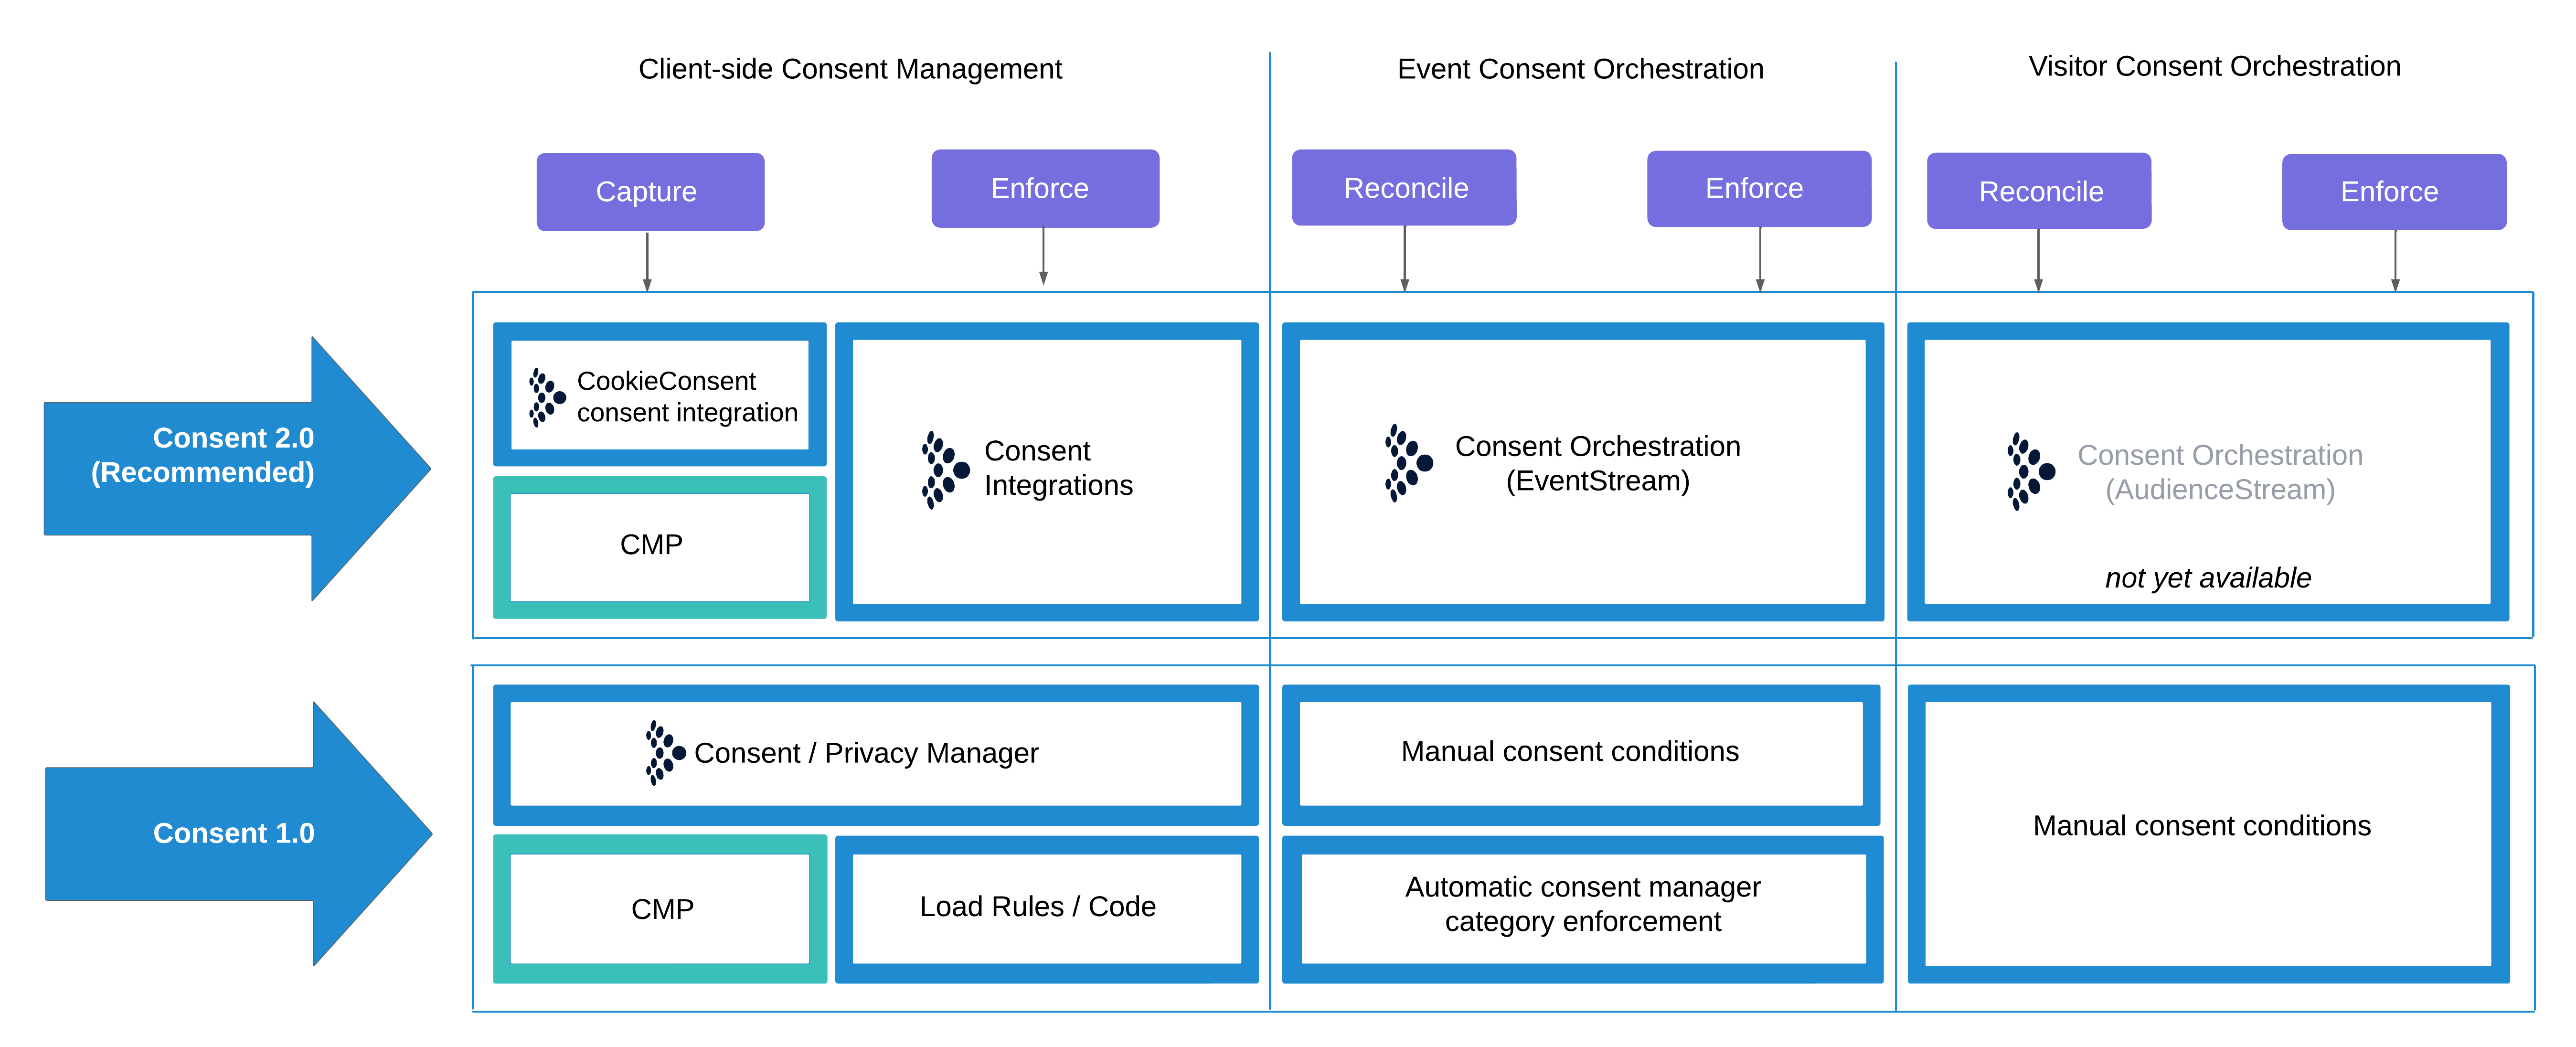 Client-side Consent Management
Event Consent Orchestration
Visitor Consent Orchestration
Capture
Enforce
Reconcile
Enforce
Reconcile
Enforce
Consent 2.0
(Recommended)
CookieConsent
consent integration
CMP
Consent
Integrations
Consent Orchestration
(EventStream)
Consent Orchestration
(AudienceStream)
not yet available
Consent 1.0
Consent / Privacy Manager
CMP
Load Rules / Code
Manual consent conditions
Automatic consent manager
category enforcement
Manual consent conditions